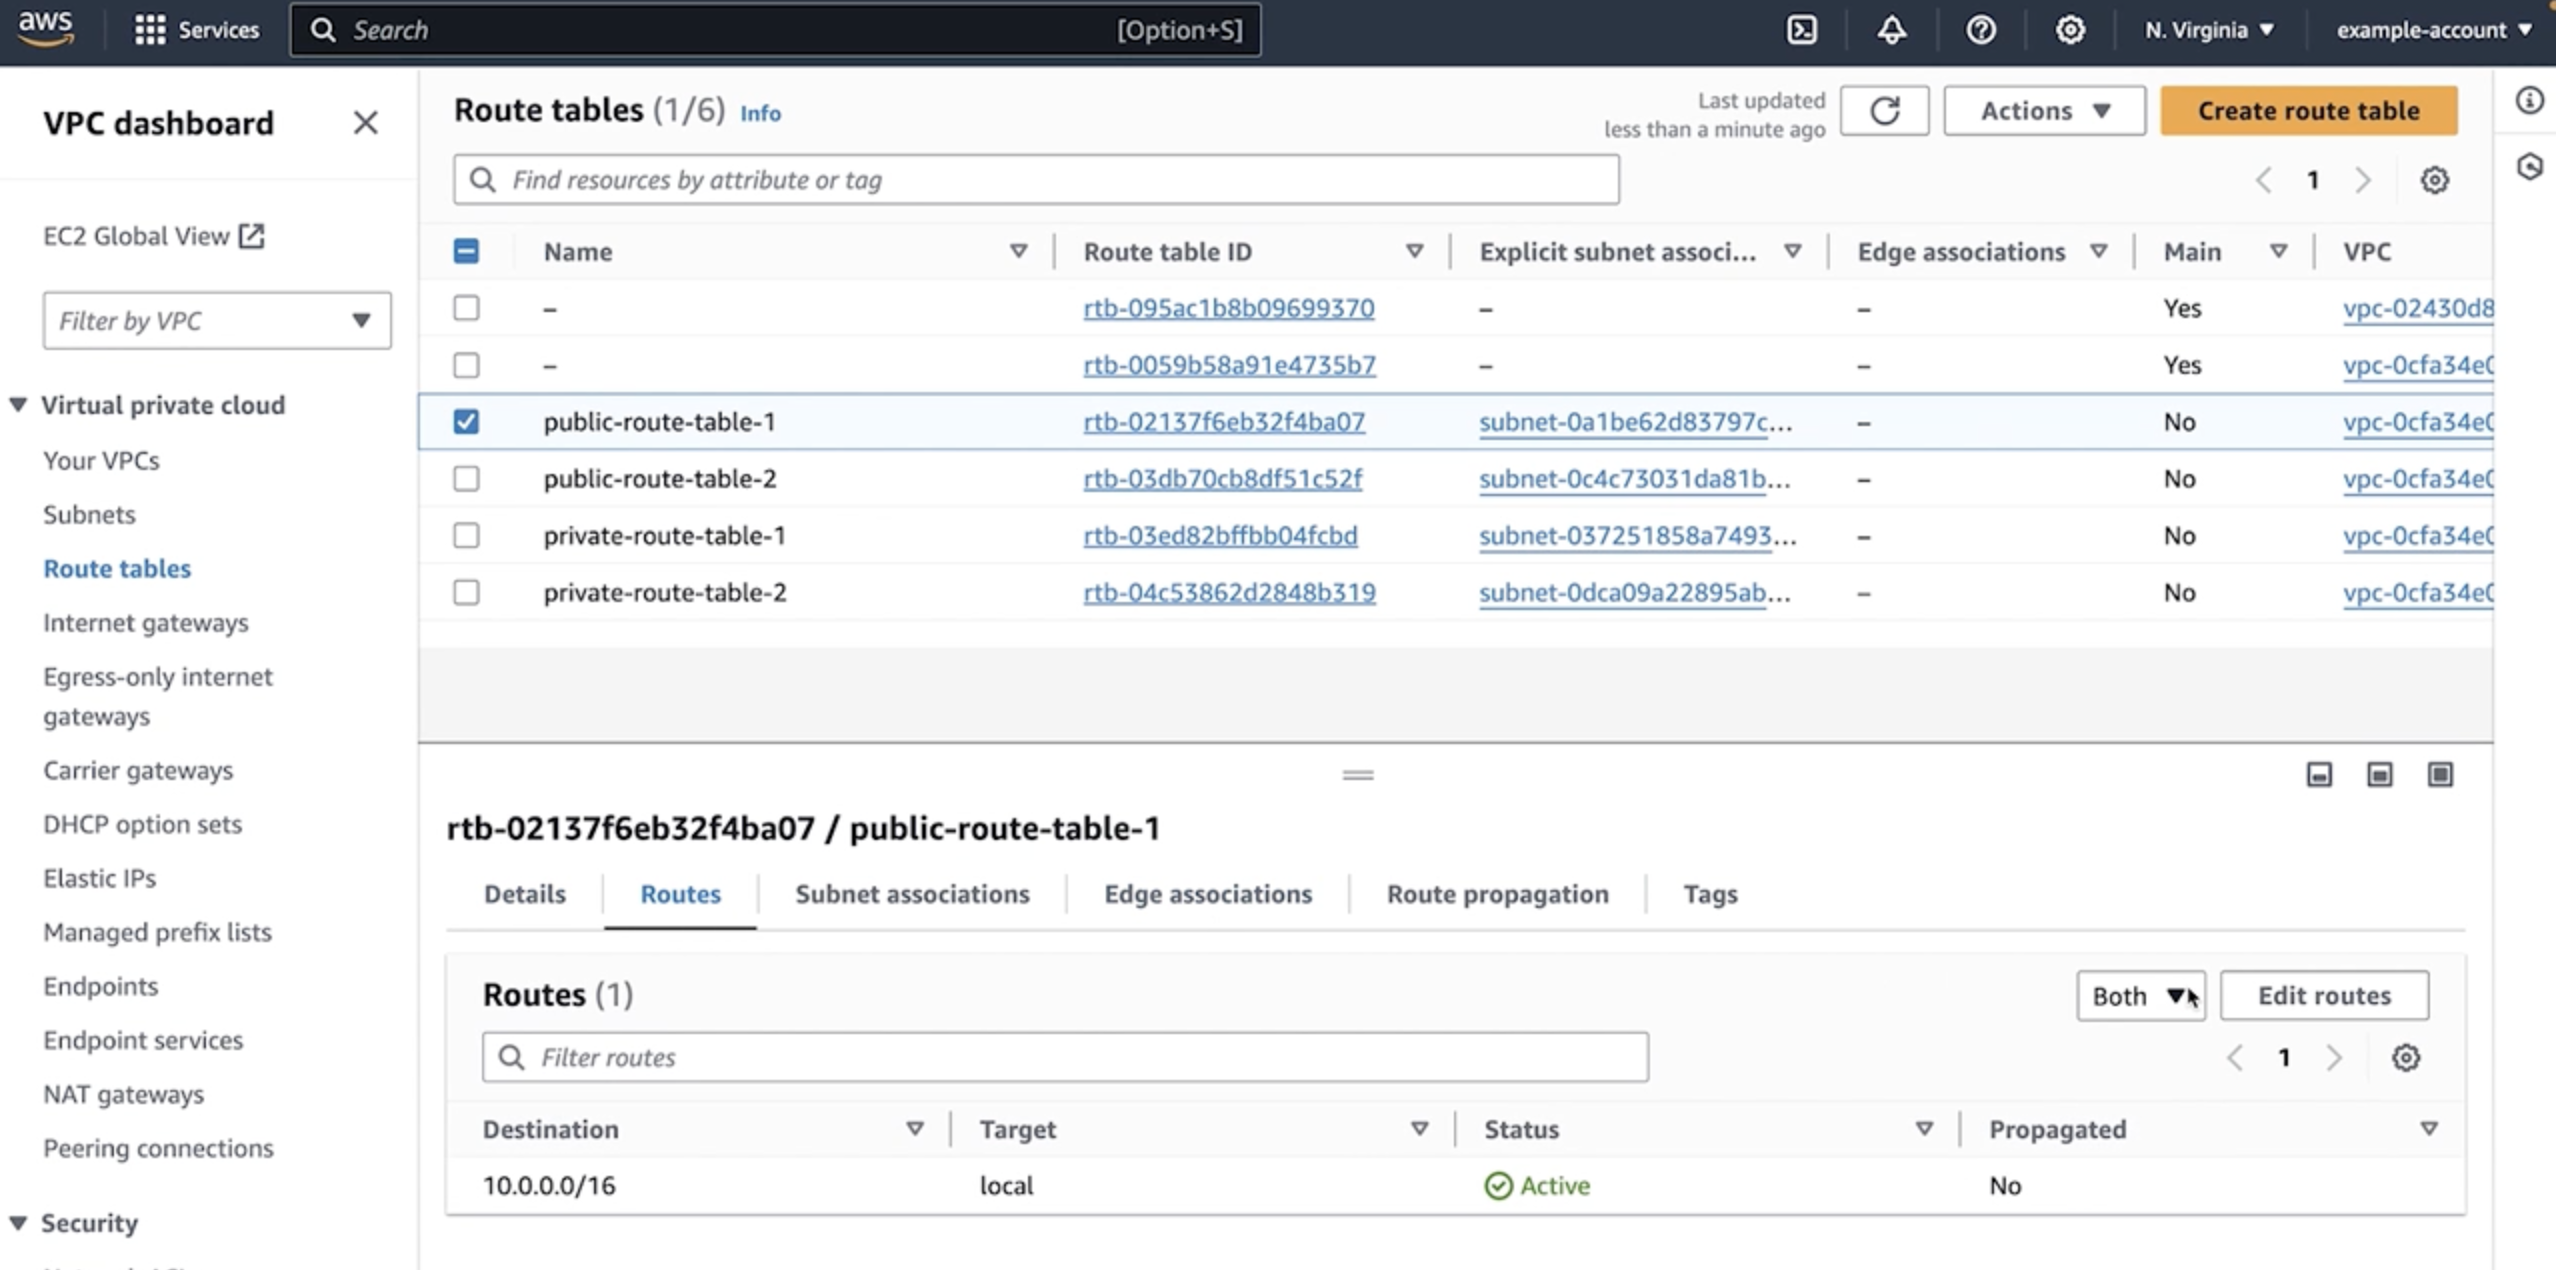 aws
Services
Search
[Option+S]
N. Virginia
example-account
VPC dashboard
EC2 Global View
Filter by VPC
Virtual private cloud
Your VPCs
Subnets
Route tables
Internet gateways
Egress-only internet
gateways
Carrier gateways
DHCP option sets
Elastic IPs
Managed prefix lists
Endpoints
Endpoint services
NAT gateways
Peering connections
Security
Route tables (1/6) Info
Last updated
less than a minute ago
Actions
Create route table
Find resources by attribute or tag
1
Name Route table ID Explicit subnet associ... Edge associations Main VPC
– rtb-095ac1b8b09699370 – – Yes vpc-02430d8
– rtb-0059b58a91e4735b7 – – Yes vpc-0cfa34e0
public-route-table-1 rtb-02137f6eb32f4ba07 subnet-0a1be62d83797c... – No vpc-0cfa34e0
public-route-table-2 rtb-03db70cb8df51c52f subnet-0c4c73031da81b... – No vpc-0cfa34e0
private-route-table-1 rtb-03ed82bffbb04fcbd subnet-037251858a7493... – No vpc-0cfa34e0
private-route-table-2 rtb-04c53862d2848b319 subnet-0dca09a22895ab... – No vpc-0cfa34e0
rtb-02137f6eb32f4ba07 / public-route-table-1
Details Routes Subnet associations Edge associations Route propagation Tags
Routes (1)
Both
Edit routes
Filter routes
1
Destination Target Status Propagated
10.0.0.0/16 local Active No